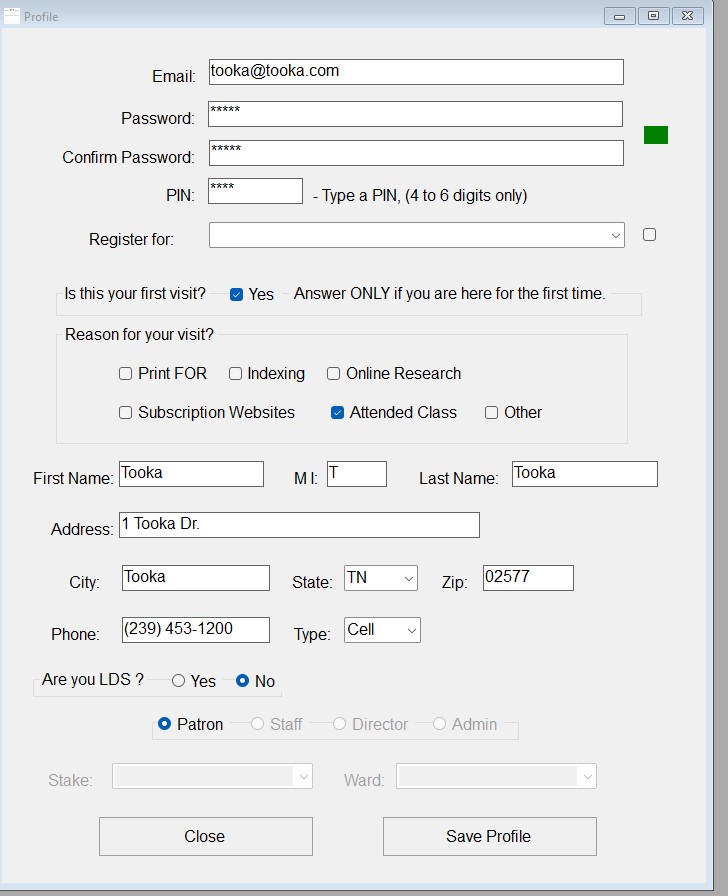 Profile
Email: tooka@tooka.com
Password: *****
Confirm Password: *****
PIN: **** - Type a PIN, (4 to 6 digits only)
Register for:
Is this your first visit? Yes Answer ONLY if you are here for the first time.
Reason for your visit?
Print FOR Indexing Online Research
Subscription Websites Attended Class Other
First Name: Tooka M I: T Last Name: Tooka
Address: 1 Tooka Dr.
City: Tooka State: TN Zip: 02577
Phone: (239) 453-1200 Type: Cell
Are you LDS ? Yes No
Patron Staff Director Admin
Stake: Ward:
Close Save Profile